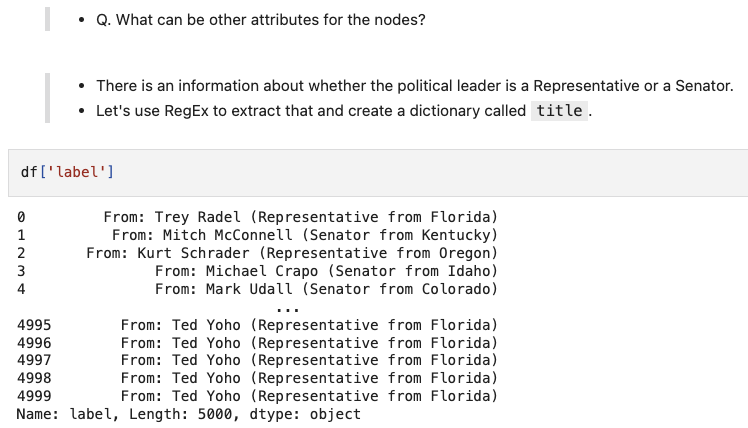 • Q. What can be other attributes for the nodes?
• There is an information about whether the political leader is a Representative or a Senator.
• Let's use RegEx to extract that and create a dictionary called title .
df['label']
0 From: Trey Radel (Representative from Florida)
1 From: Mitch McConnell (Senator from Kentucky)
2 From: Kurt Schrader (Representative from Oregon)
3 From: Michael Crapo (Senator from Idaho)
4 From: Mark Udall (Senator from Colorado)
...
4995 From: Ted Yoho (Representative from Florida)
4996 From: Ted Yoho (Representative from Florida)
4997 From: Ted Yoho (Representative from Florida)
4998 From: Ted Yoho (Representative from Florida)
4999 From: Ted Yoho (Representative from Florida)
Name: label, Length: 5000, dtype: object